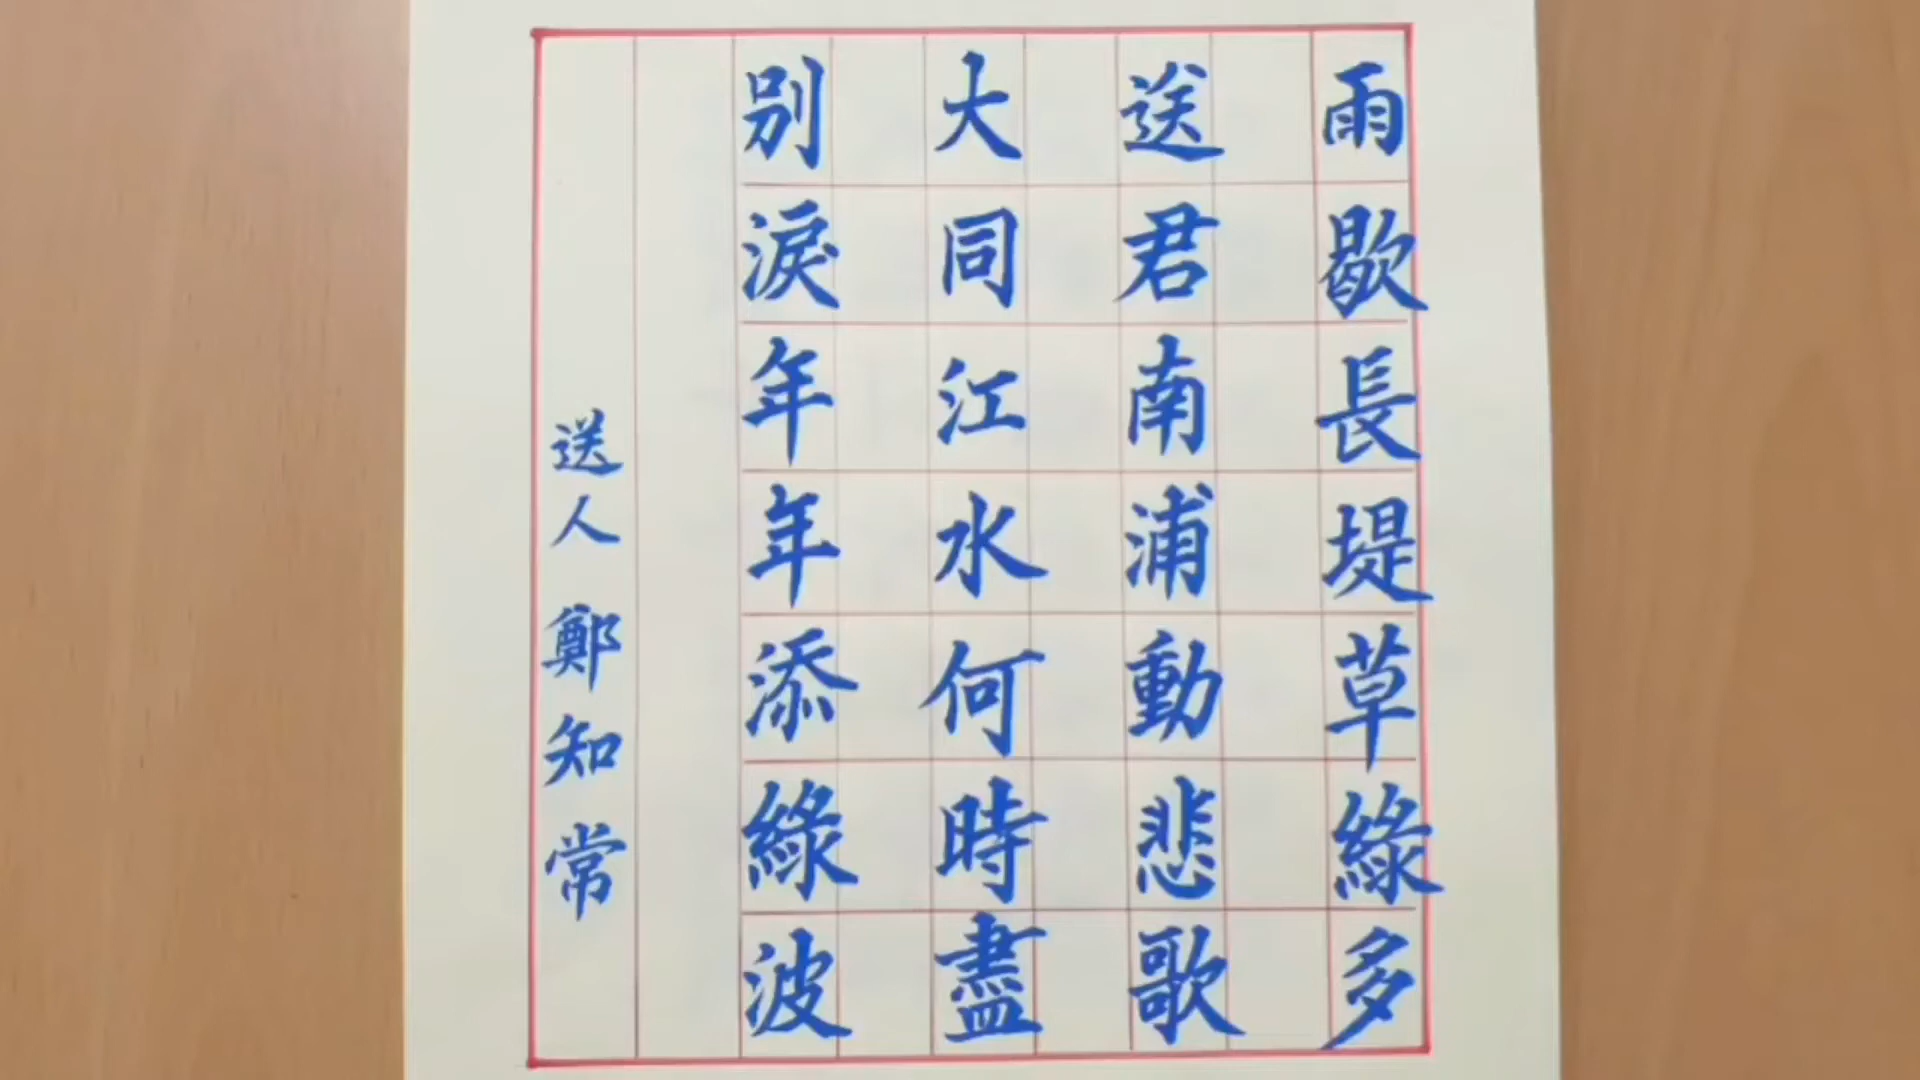 雨歇長堤草綠多
送君南浦動悲歌
大同江水何時盡
別淚年年添綠波
送人 鄭知常